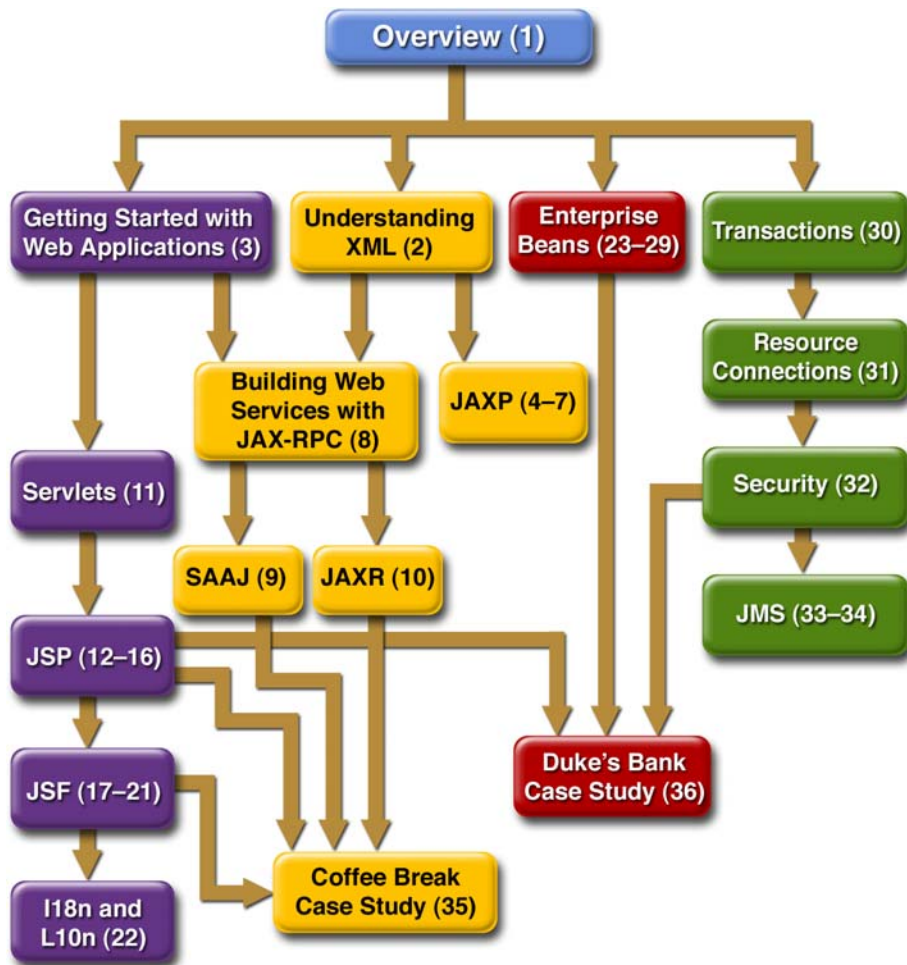 Overview (1)
Getting Started with
Web Applications (3)
Understanding
XML (2)
Enterprise
Beans (23–29)
Transactions (30)
Resource
Connections (31)
Building Web
Services with
JAX-RPC (8)
JAXP (4–7)
Servlets (11)
Security (32)
SAAJ (9)
JAXR (10)
JMS (33–34)
JSP (12–16)
JSF (17–21)
Duke's Bank
Case Study (36)
Coffee Break
Case Study (35)
I18n and
L10n (22)